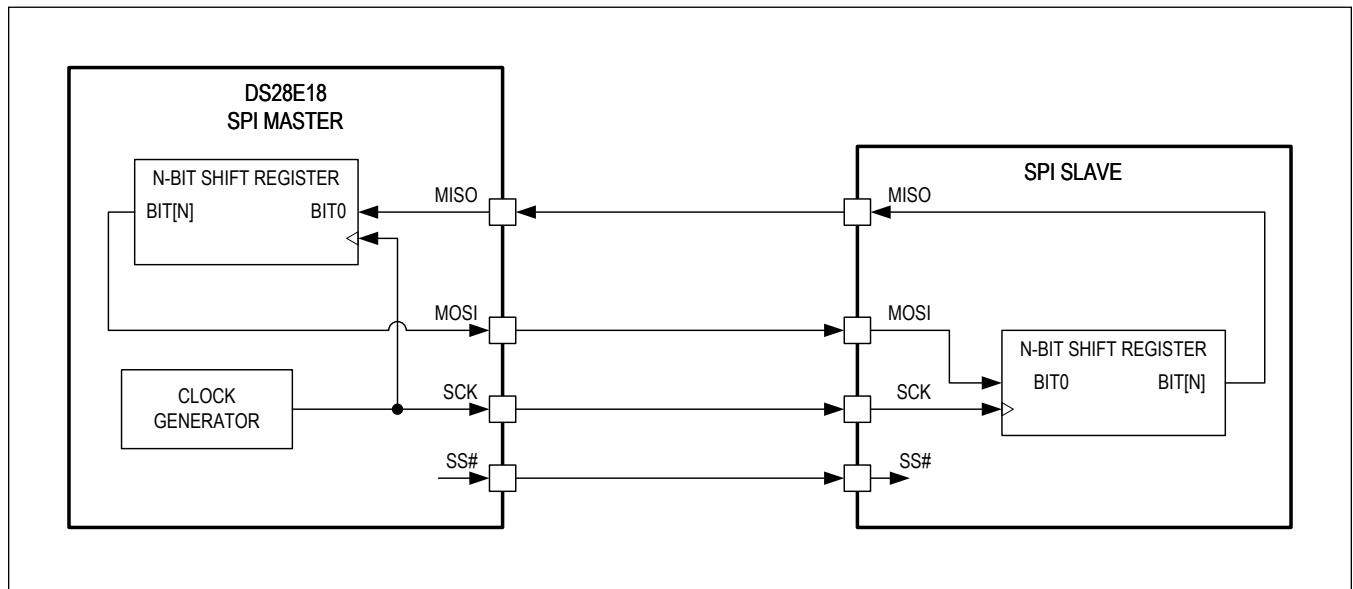 DS28E18
SPI MASTER
N-BIT SHIFT REGISTER
BIT[N] BIT0
MISO
MOSI
CLOCK
GENERATOR
SCK
SS#
SPI SLAVE
MISO
MOSI
N-BIT SHIFT REGISTER
BIT0 BIT[N]
SCK
SS#